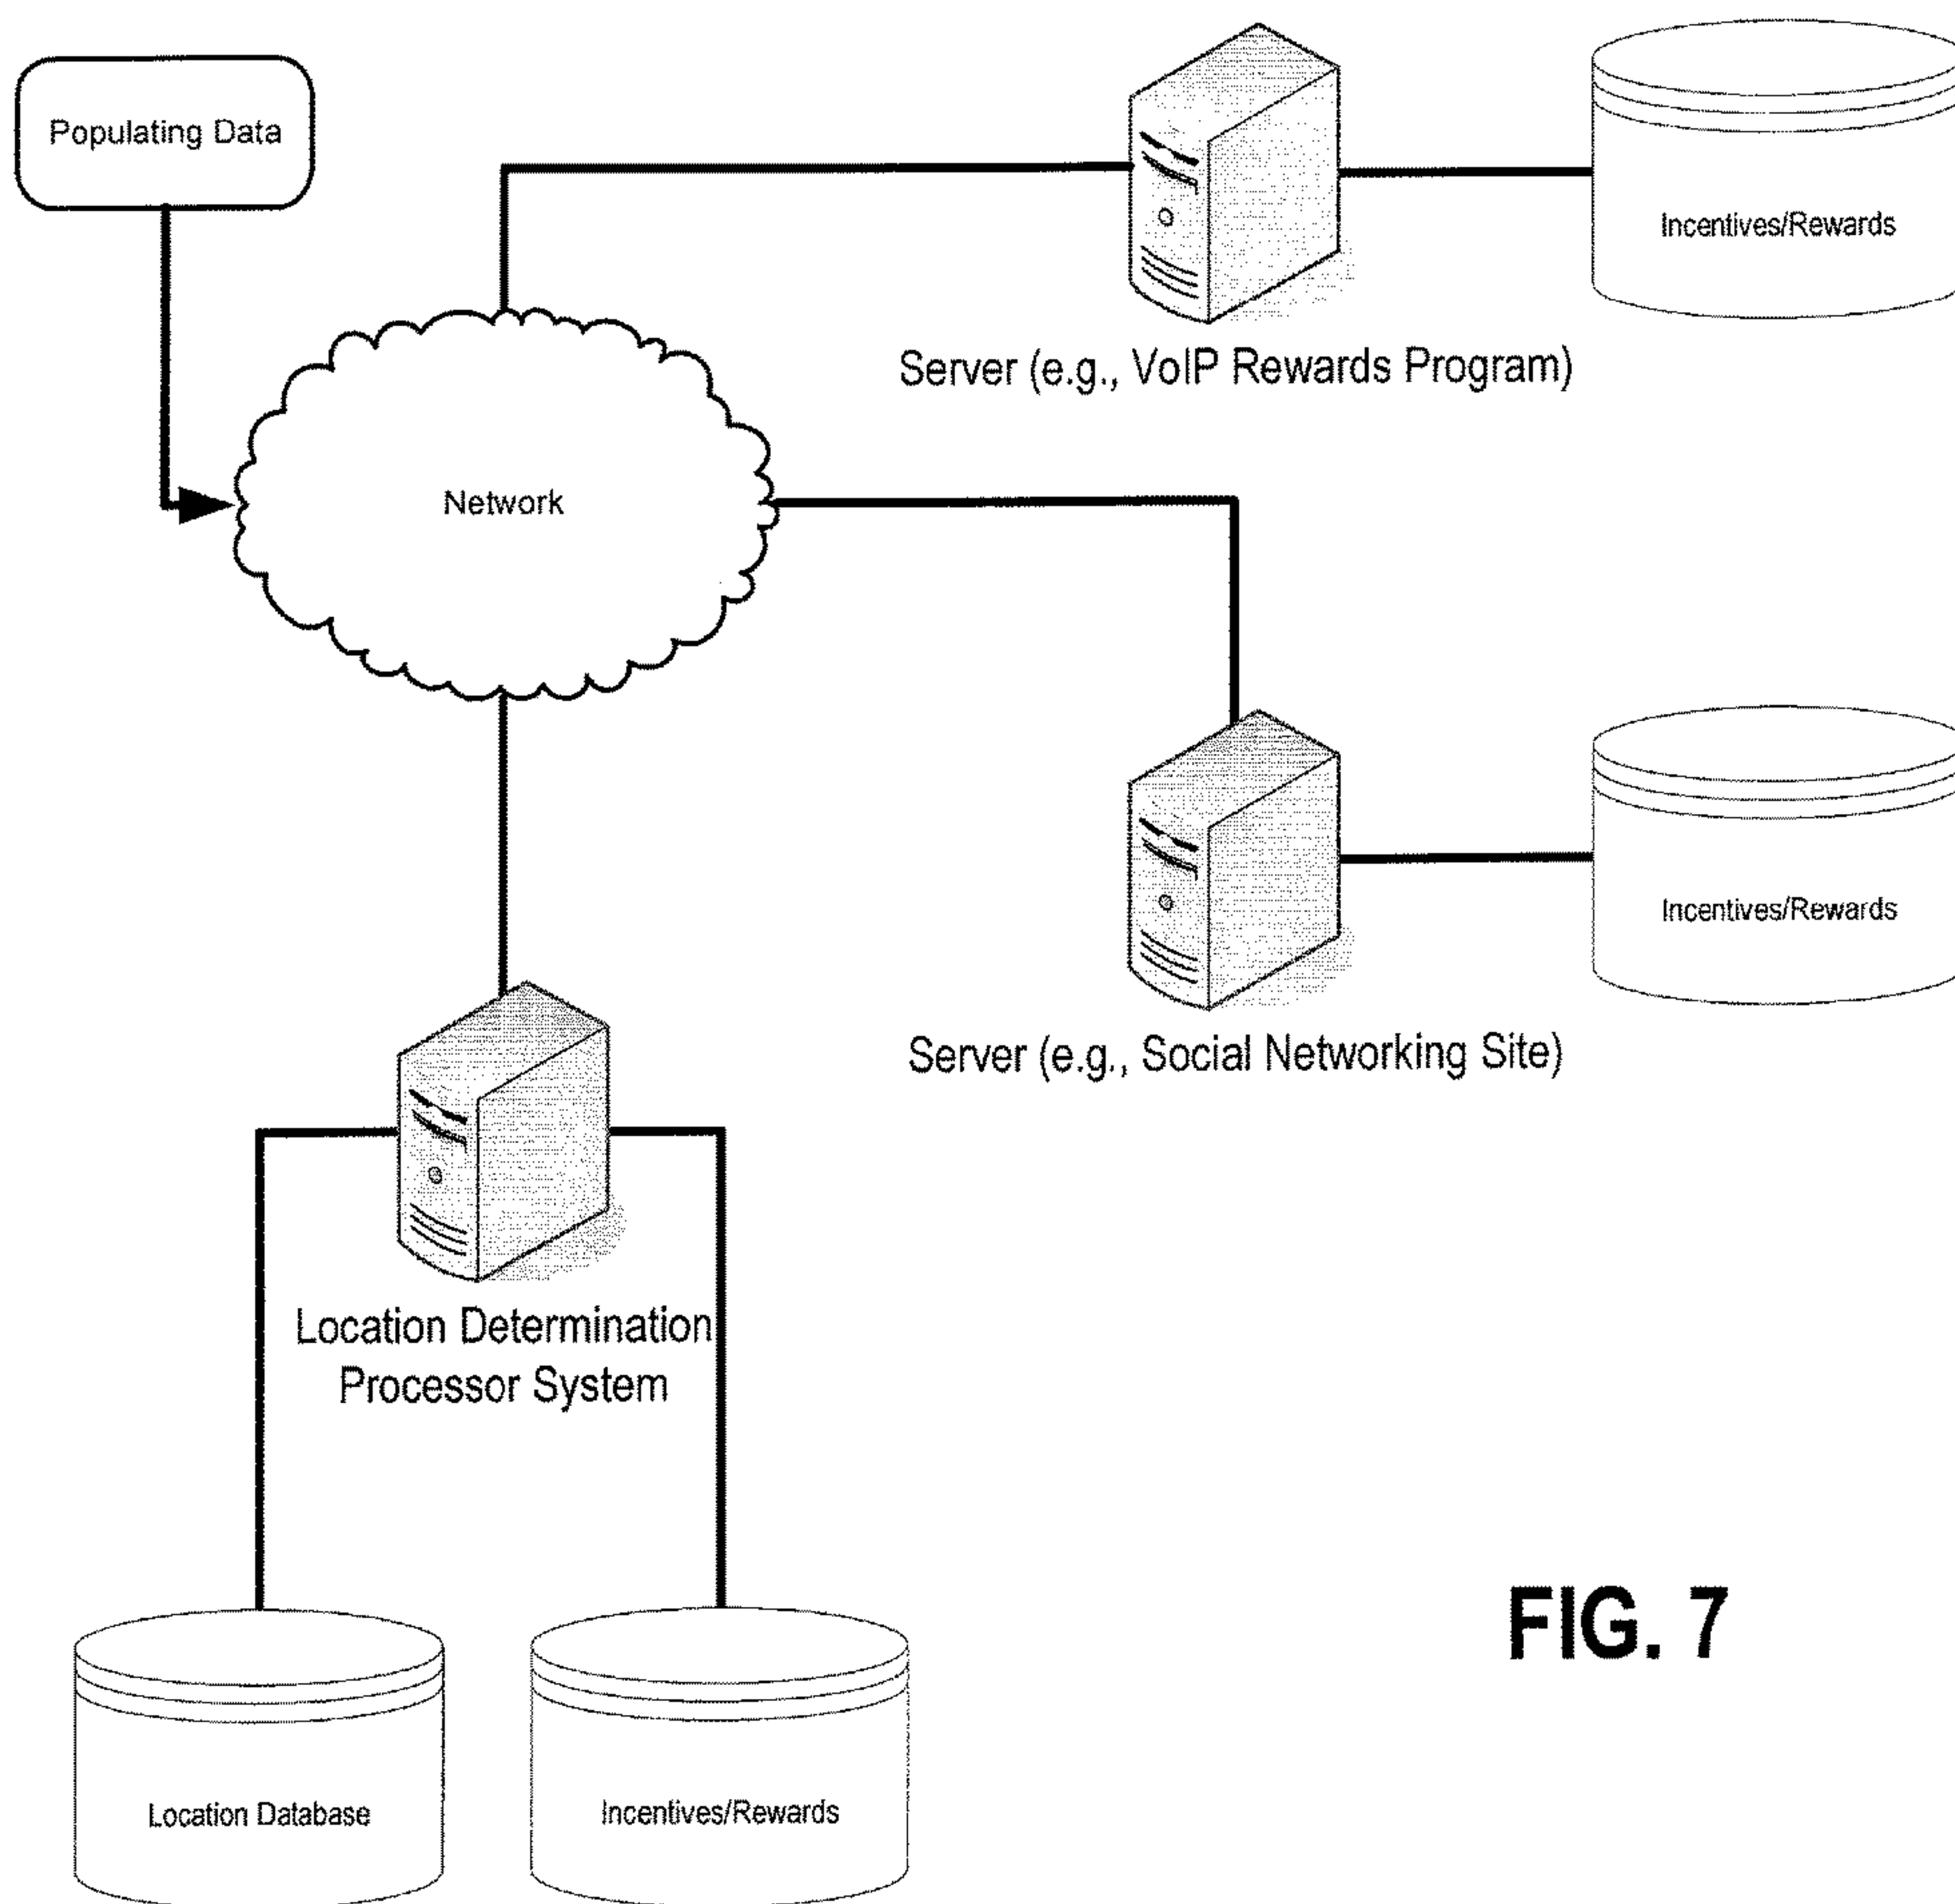 Populating Data
Incentives/Rewards
Server (e.g., VoIP Rewards Program)
Network
Incentives/Rewards
Server (e.g., Social Networking Site)
Location Determination
Processor System
FIG. 7
Location Database
Incentives/Rewards